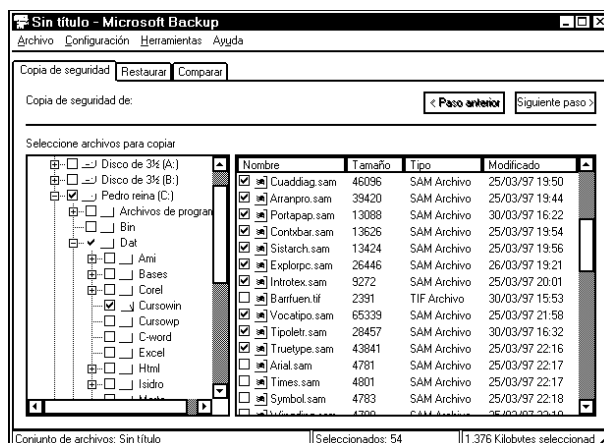 Sin título - Microsoft Backup
Archivo Configuración Herramientas Ayuda
Copia de seguridad Restaurar Comparar
Copia de seguridad de:
< Paso anterior Siguiente paso >
Seleccione archivos para copiar
Disco de 3½ (A:)
Disco de 3½ (B:)
Pedro reina (C:)
Archivos de program
Bin
Dat
Ami
Bases
Corel
Cursowin
Cursowp
C-word
Excel
Html
Isidro
Nombre Tamaño Tipo Modificado
Cuaddiag.sam 46096 SAM Archivo 25/03/97 19:50
Arranpro.sam 39420 SAM Archivo 25/03/97 19:44
Portapap.sam 13088 SAM Archivo 30/03/97 16:22
Contxbar.sam 13626 SAM Archivo 25/03/97 19:54
Sistarch.sam 13424 SAM Archivo 25/03/97 19:56
Explorpc.sam 26446 SAM Archivo 26/03/97 19:21
Introtex.sam 9272 SAM Archivo 25/03/97 20:01
Barrfuen.tif 2391 TIF Archivo 30/03/97 15:53
Vocatipo.sam 65339 SAM Archivo 25/03/97 21:58
Tipoletr.sam 28457 SAM Archivo 30/03/97 16:32
Truetype.sam 43841 SAM Archivo 25/03/97 22:16
Arial.sam 4781 SAM Archivo 25/03/97 22:17
Times.sam 4801 SAM Archivo 25/03/97 22:17
Symbol.sam 4783 SAM Archivo 25/03/97 22:18
Conjunto de archivos: Sin título Seleccionados: 54 1.376 Kilobytes seleccionad